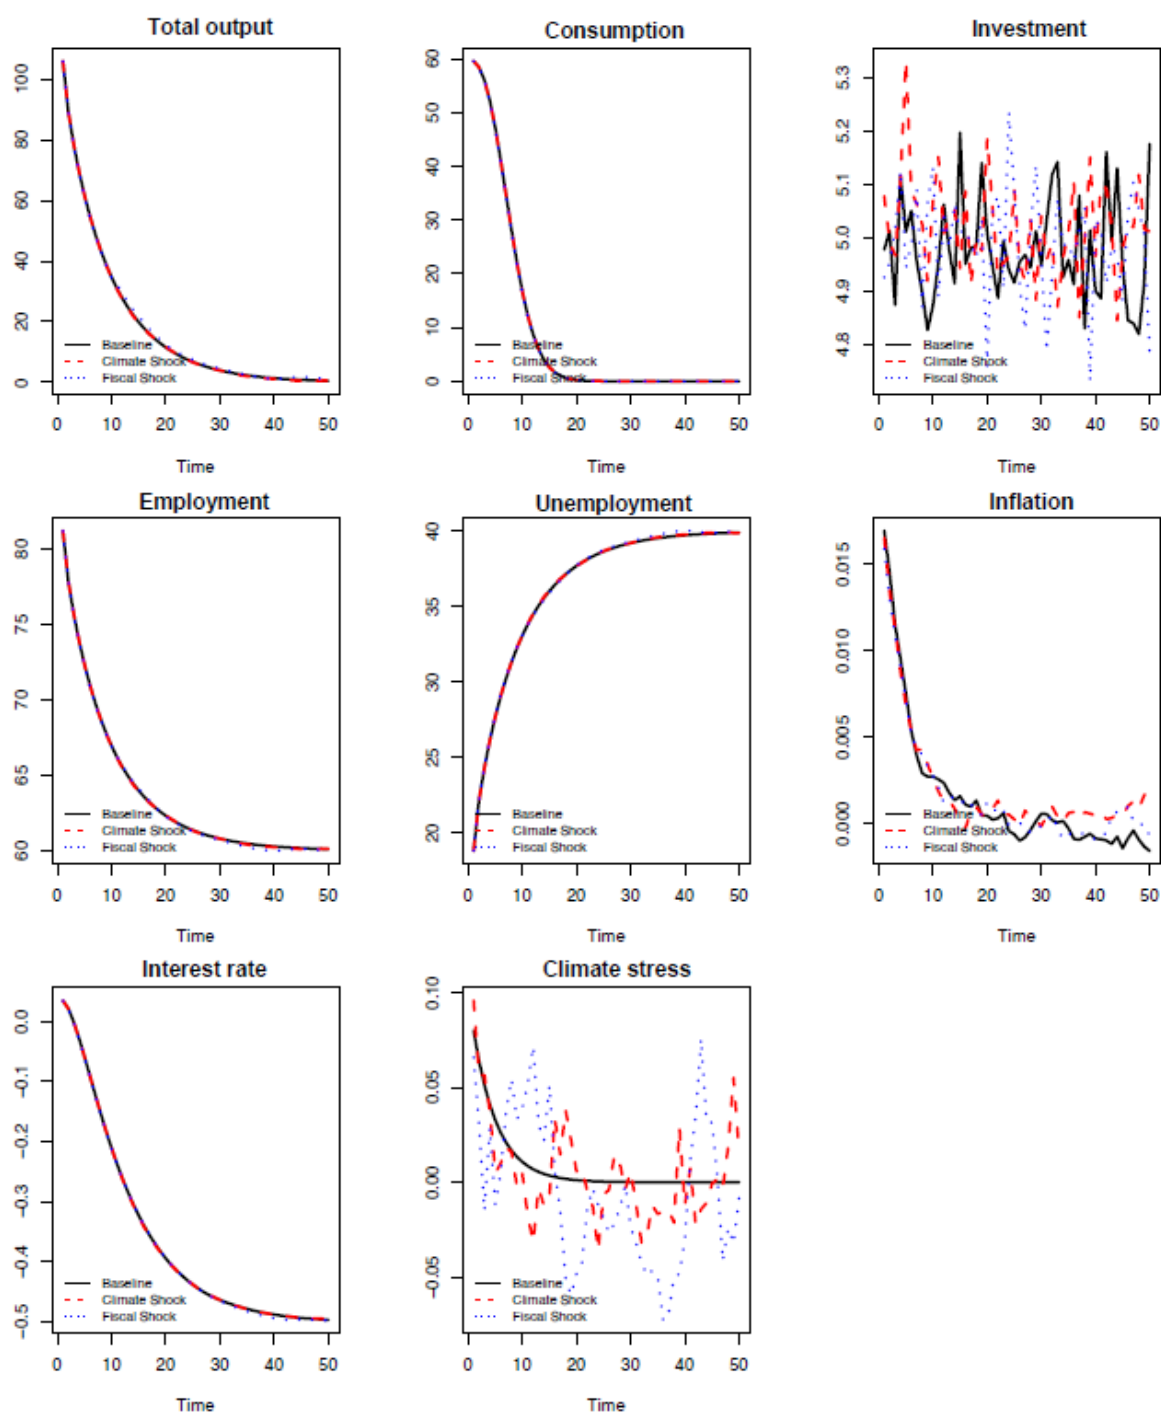 Total output
100
80
60
40
20
0
Baseline
Climate Shock
Fiscal Shock
0 10 20 30 40 50
Time
Consumption
60
50
40
30
20
10
0
Baseline
Climate Shock
Fiscal Shock
0 10 20 30 40 50
Time
Investment
5.3
5.2
5.1
5.0
4.9
4.8
Baseline
Climate Shock
Fiscal Shock
0 10 20 30 40 50
Time
Employment
80
75
70
65
60
Baseline
Climate Shock
Fiscal Shock
0 10 20 30 40 50
Time
Unemployment
40
35
30
25
20
Baseline
Climate Shock
Fiscal Shock
0 10 20 30 40 50
Time
Inflation
0.015
0.010
0.005
0.000
Baseline
Climate Shock
Fiscal Shock
0 10 20 30 40 50
Time
Interest rate
0.0
−0.1
−0.2
−0.3
−0.4
−0.5
Baseline
Climate Shock
Fiscal Shock
0 10 20 30 40 50
Time
Climate stress
0.10
0.05
0.00
−0.05
Baseline
Climate Shock
Fiscal Shock
0 10 20 30 40 50
Time